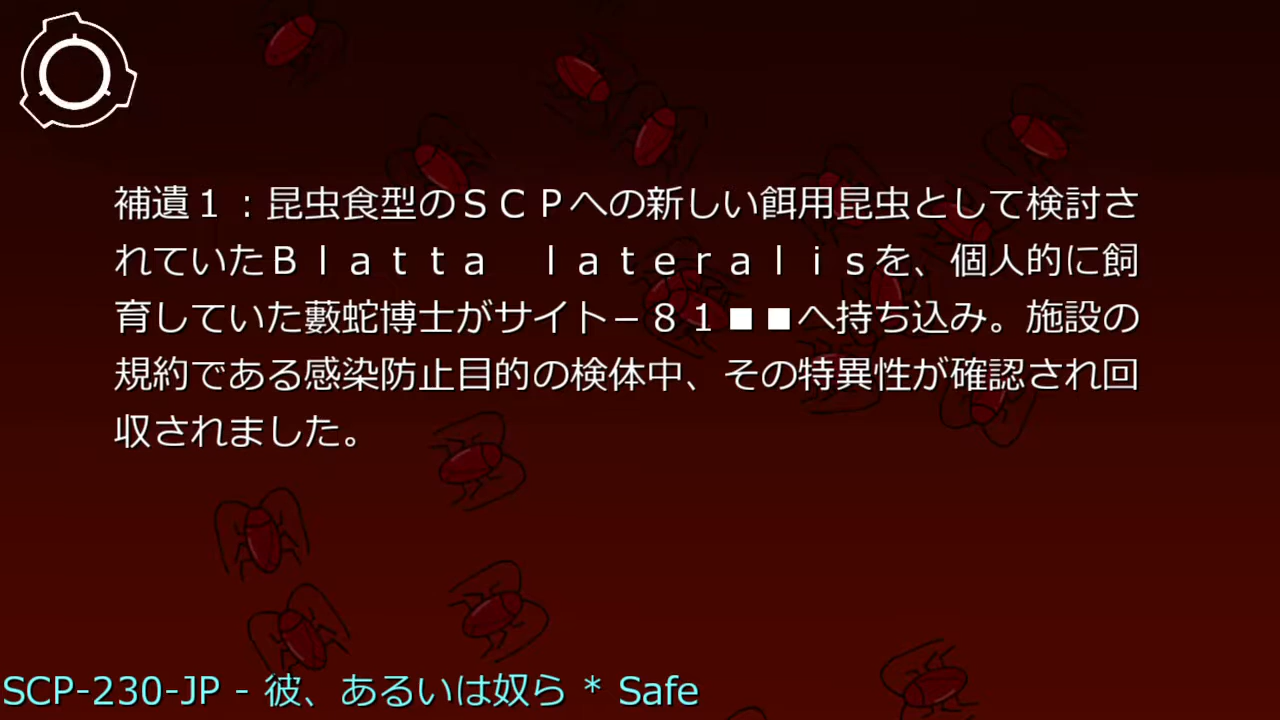 補遺１：昆虫食型のＳＣＰへの新しい餌用昆虫として検討さ
れていたＢｌａｔｔａ　ｌａｔｅｒａｌｉｓを、個人的に飼
育していた藪蛇博士がサイト－８１■■へ持ち込み。施設の
規約である感染防止目的の検体中、その特異性が確認され回
収されました。
SCP-230-JP - 彼、あるいは奴ら * Safe